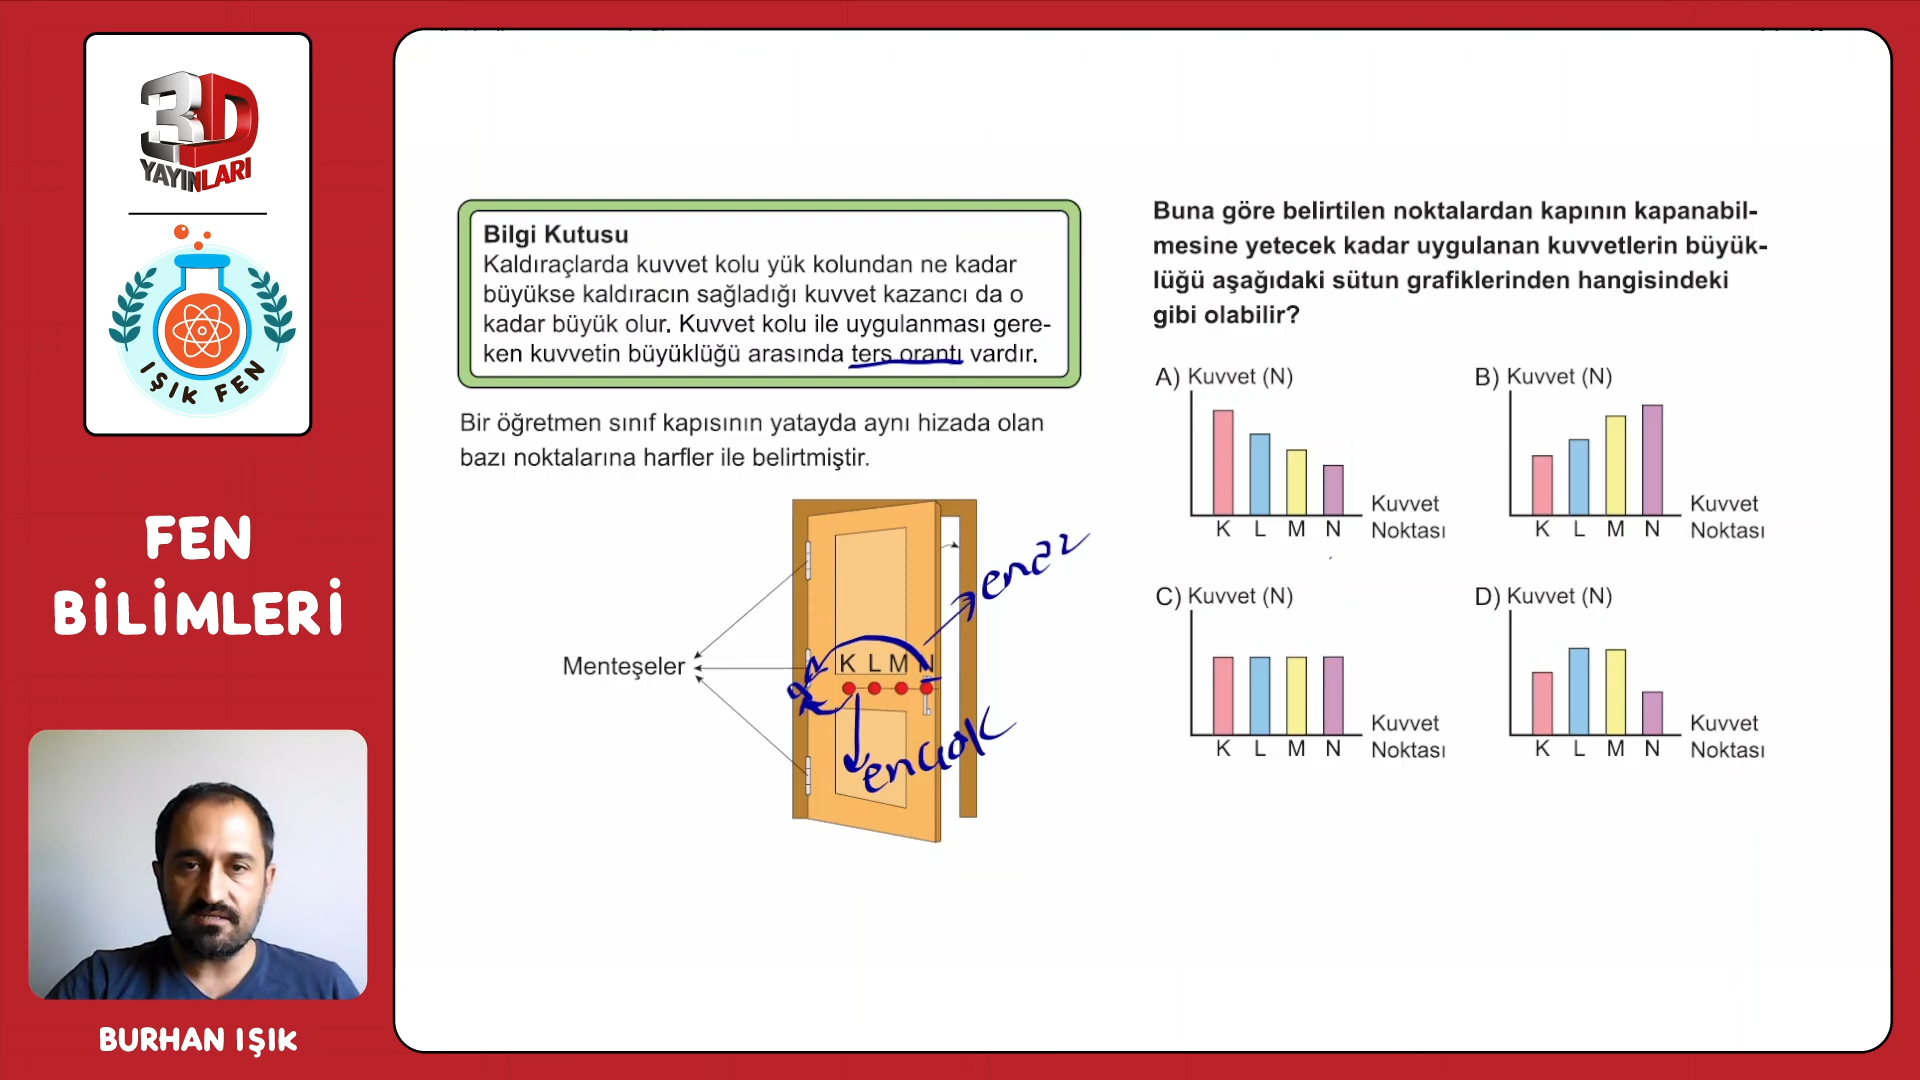 3D
YAYINLARI
IŞIK FEN
FEN
BİLİMLERİ
BURHAN IŞIK
Bilgi Kutusu
Kaldıraçlarda kuvvet kolu yük kolundan ne kadar
büyükse kaldıracın sağladığı kuvvet kazancı da o
kadar büyük olur. Kuvvet kolu ile uygulanması gere-
ken kuvvetin büyüklüğü arasında ters orantı vardır.
Bir öğretmen sınıf kapısının yatayda aynı hizada olan
bazı noktalarına harfler ile belirtmiştir.
Menteşeler
K L M N
en az
en çok
Buna göre belirtilen noktalardan kapının kapanabil-
mesine yetecek kadar uygulanan kuvvetlerin büyük-
lüğü aşağıdaki sütun grafiklerinden hangisindeki
gibi olabilir?
A) Kuvvet (N)
K L M N
Kuvvet
Noktası
B) Kuvvet (N)
K L M N
Kuvvet
Noktası
C) Kuvvet (N)
K L M N
Kuvvet
Noktası
D) Kuvvet (N)
K L M N
Kuvvet
Noktası